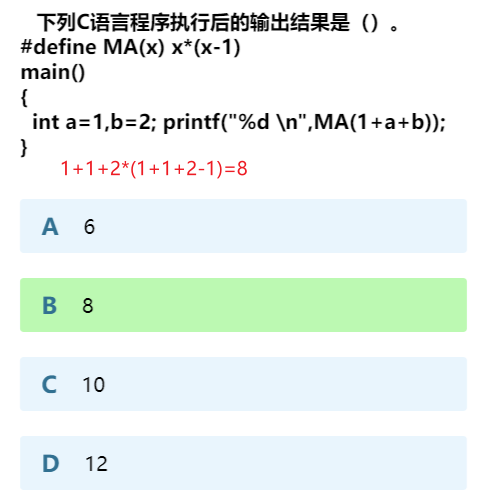 下列C语言程序执行后的输出结果是（）。
#define MA(x) x*(x-1)
main()
{
int a=1,b=2; printf("%d \n",MA(1+a+b));
}
1+1+2*(1+1+2-1)=8
A 6
B 8
C 10
D 12